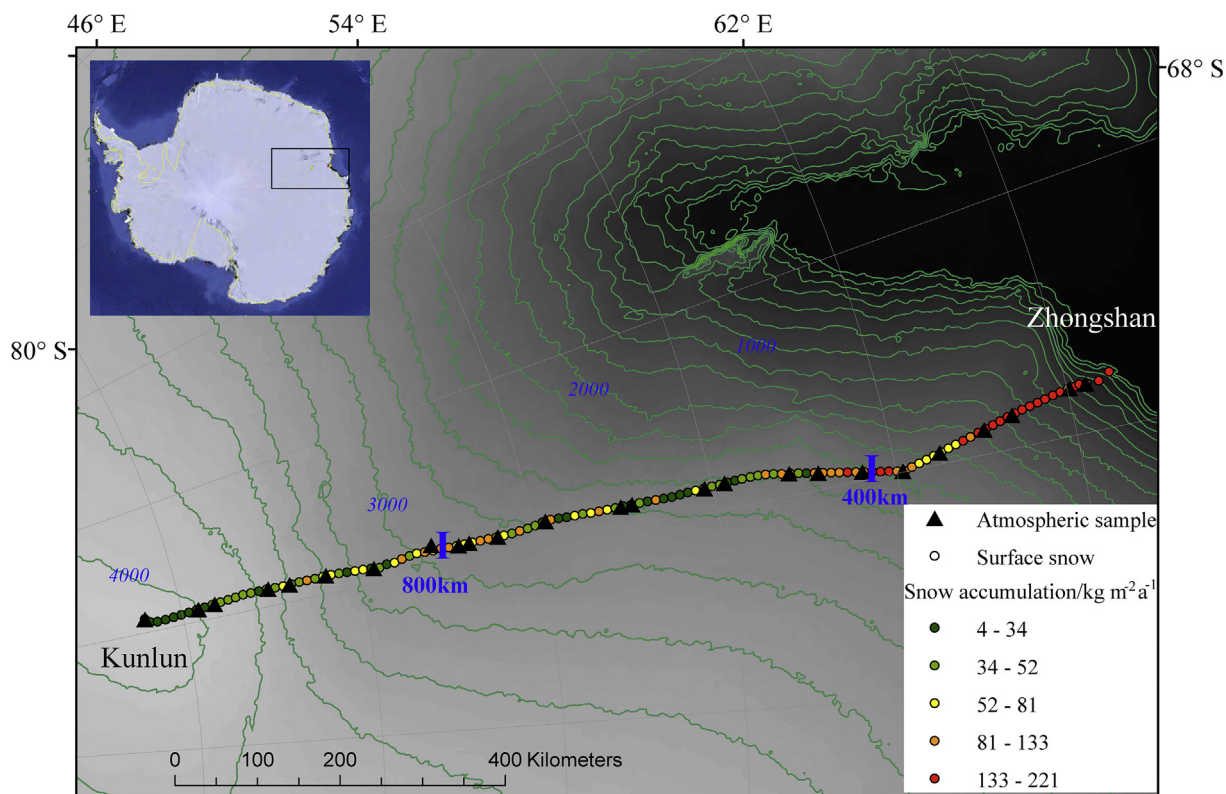 46° E
54° E
62° E
68° S
80° S
Zhongshan
1000
2000
3000
4000
400km
800km
Kunlun
Atmospheric sample
Surface snow
Snow accumulation/kg m⁻²a⁻¹
4 - 34
34 - 52
52 - 81
81 - 133
133 - 221
0 100 200 400 Kilometers